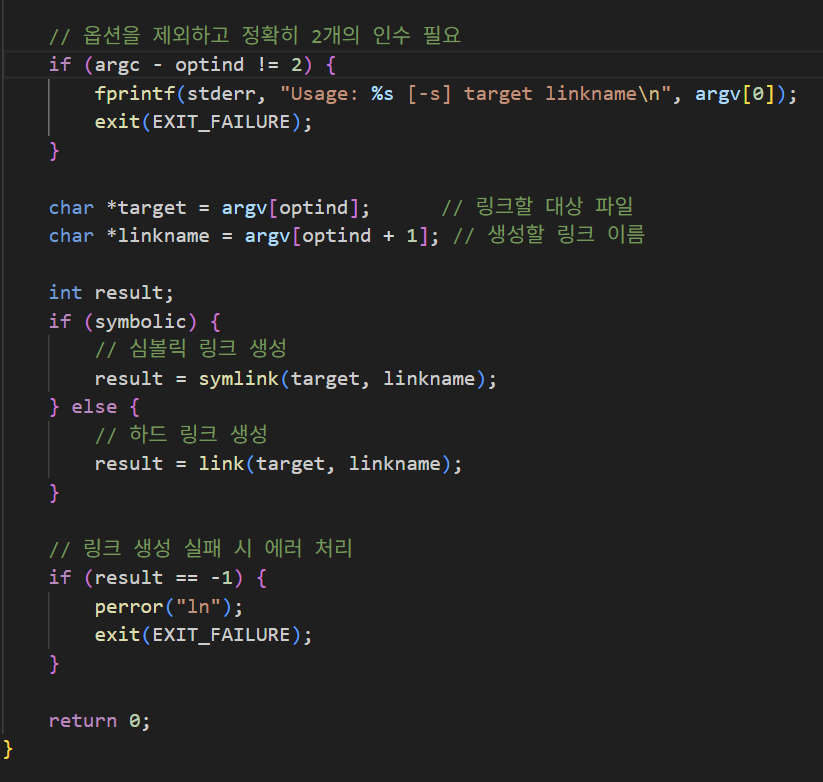 // 옵션을 제외하고 정확히 2개의 인수 필요
if (argc - optind != 2) {
fprintf(stderr, "Usage: %s [-s] target linkname\n", argv[0]);
exit(EXIT_FAILURE);
}
char *target = argv[optind];      // 링크할 대상 파일
char *linkname = argv[optind + 1]; // 생성할 링크 이름
int result;
if (symbolic) {
// 심볼릭 링크 생성
result = symlink(target, linkname);
} else {
// 하드 링크 생성
result = link(target, linkname);
}
// 링크 생성 실패 시 에러 처리
if (result == -1) {
perror("ln");
exit(EXIT_FAILURE);
}
return 0;
}